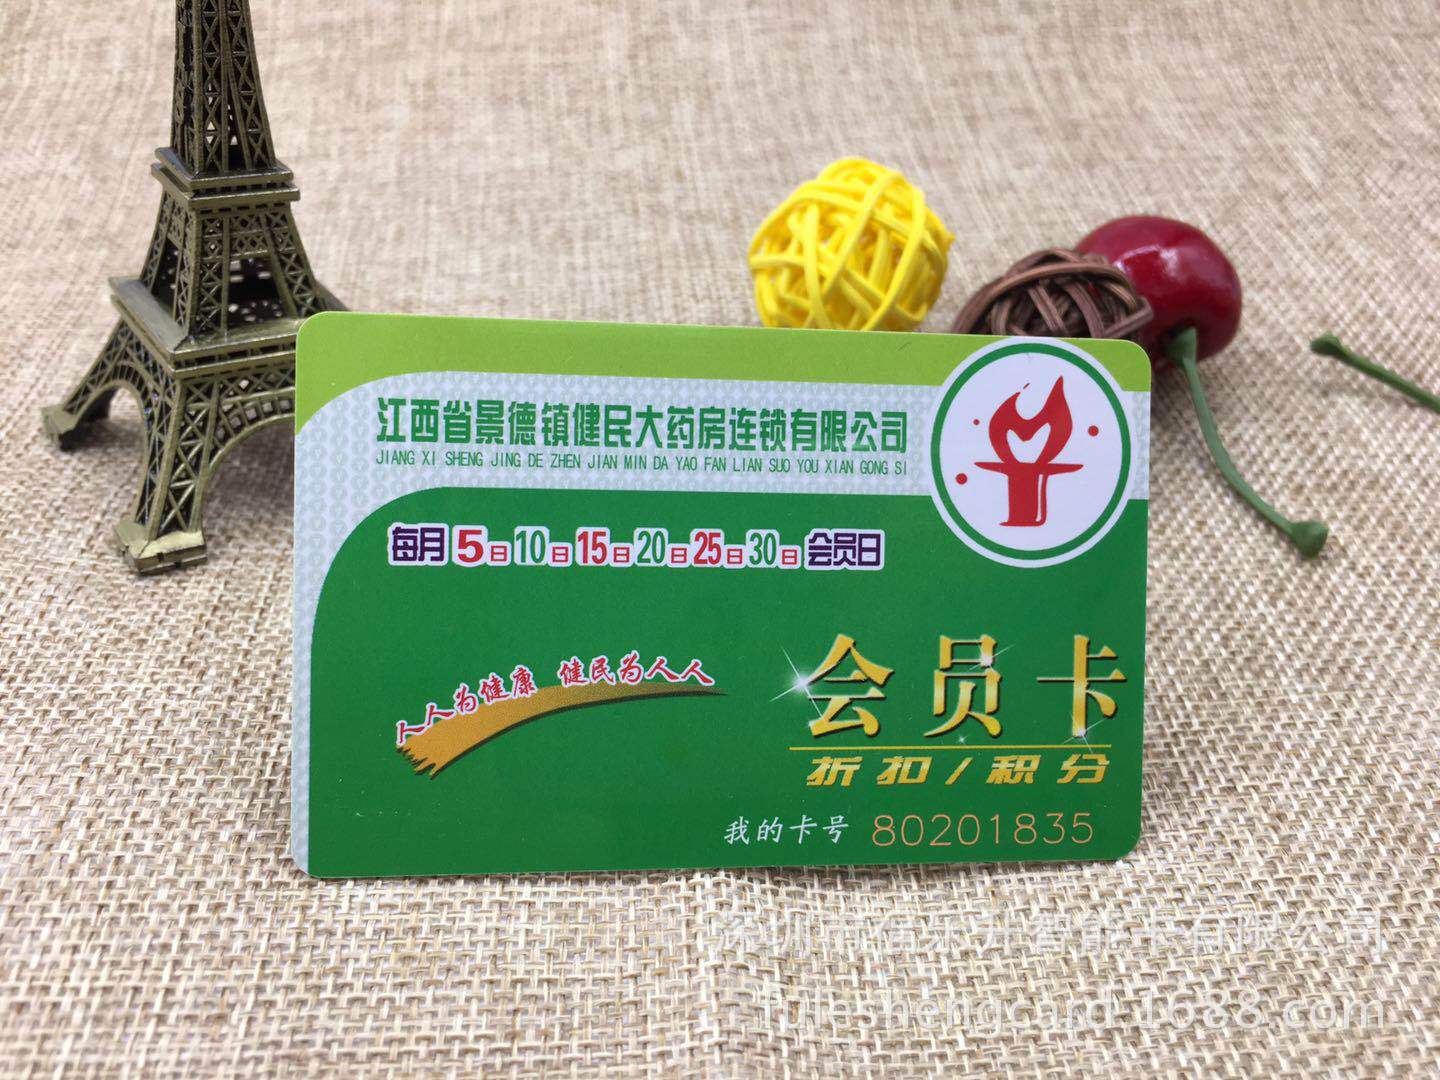 江西省景德镇健民大药房连锁有限公司
JIANG XI SHENG JING DE ZHEN JIAN MIN DA YAO FAN LIAN SUO YOU XIAN GONG SI
每月5日10日15日20日25日30日会员日
人人为健康 健民为人人
会员卡
折扣/积分
我的卡号 80201835
深圳市信乐升智能卡有限公司
fuleshengcard.1688.com